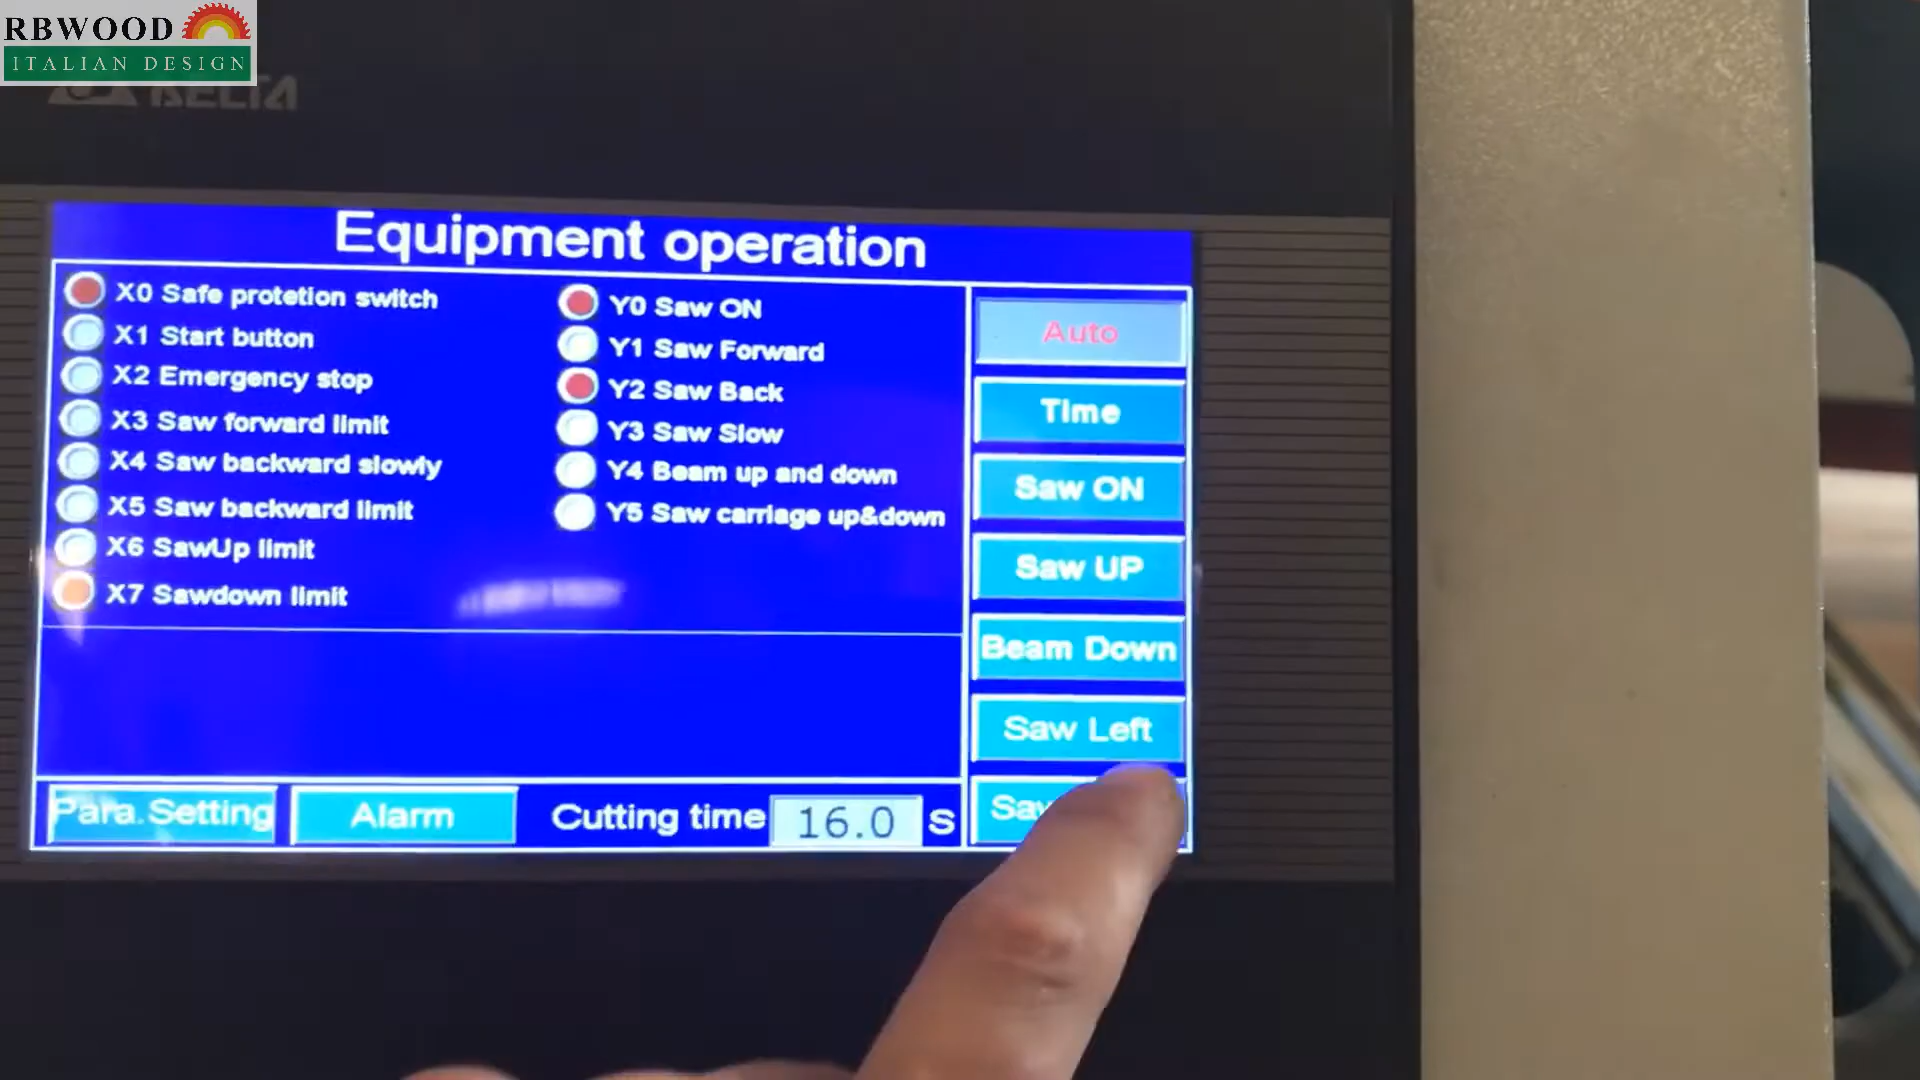 RBWOOD
ITALIAN DESIGN
DELTA
Equipment operation
X0 Safe protetion switch
X1 Start button
X2 Emergency stop
X3 Saw forward limit
X4 Saw backward slowly
X5 Saw backward limit
X6 SawUp limit
X7 Sawdown limit
Y0 Saw ON
Y1 Saw Forward
Y2 Saw Back
Y3 Saw Slow
Y4 Beam up and down
Y5 Saw carriage up&down
Auto
Time
Saw ON
Saw UP
Beam Down
Saw Left
Saw
Para.Setting
Alarm
Cutting time 16.0 S